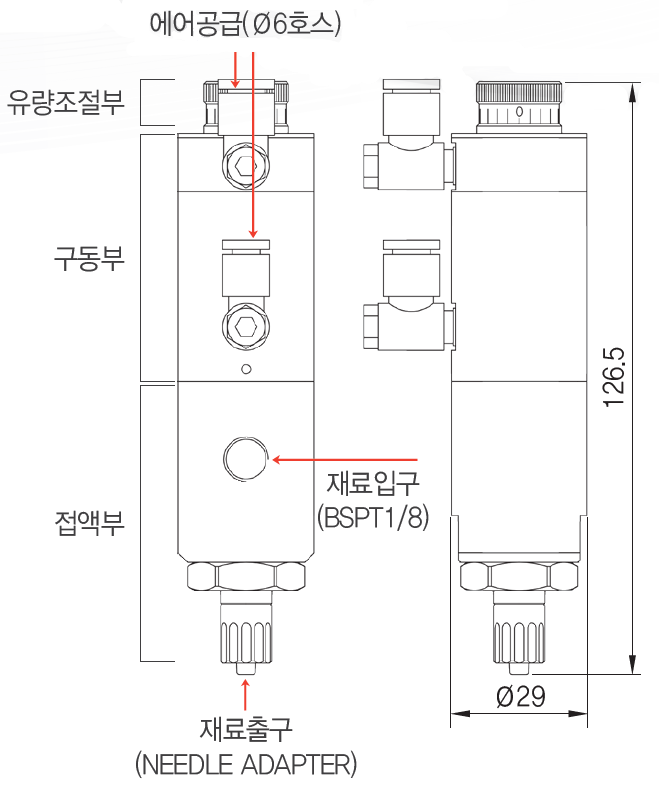 에어공급(Ø6호스)
유량조절부
구동부
126.5
재료입구
(BSPT1/8)
접액부
Ø29
재료출구
(NEEDLE ADAPTER)